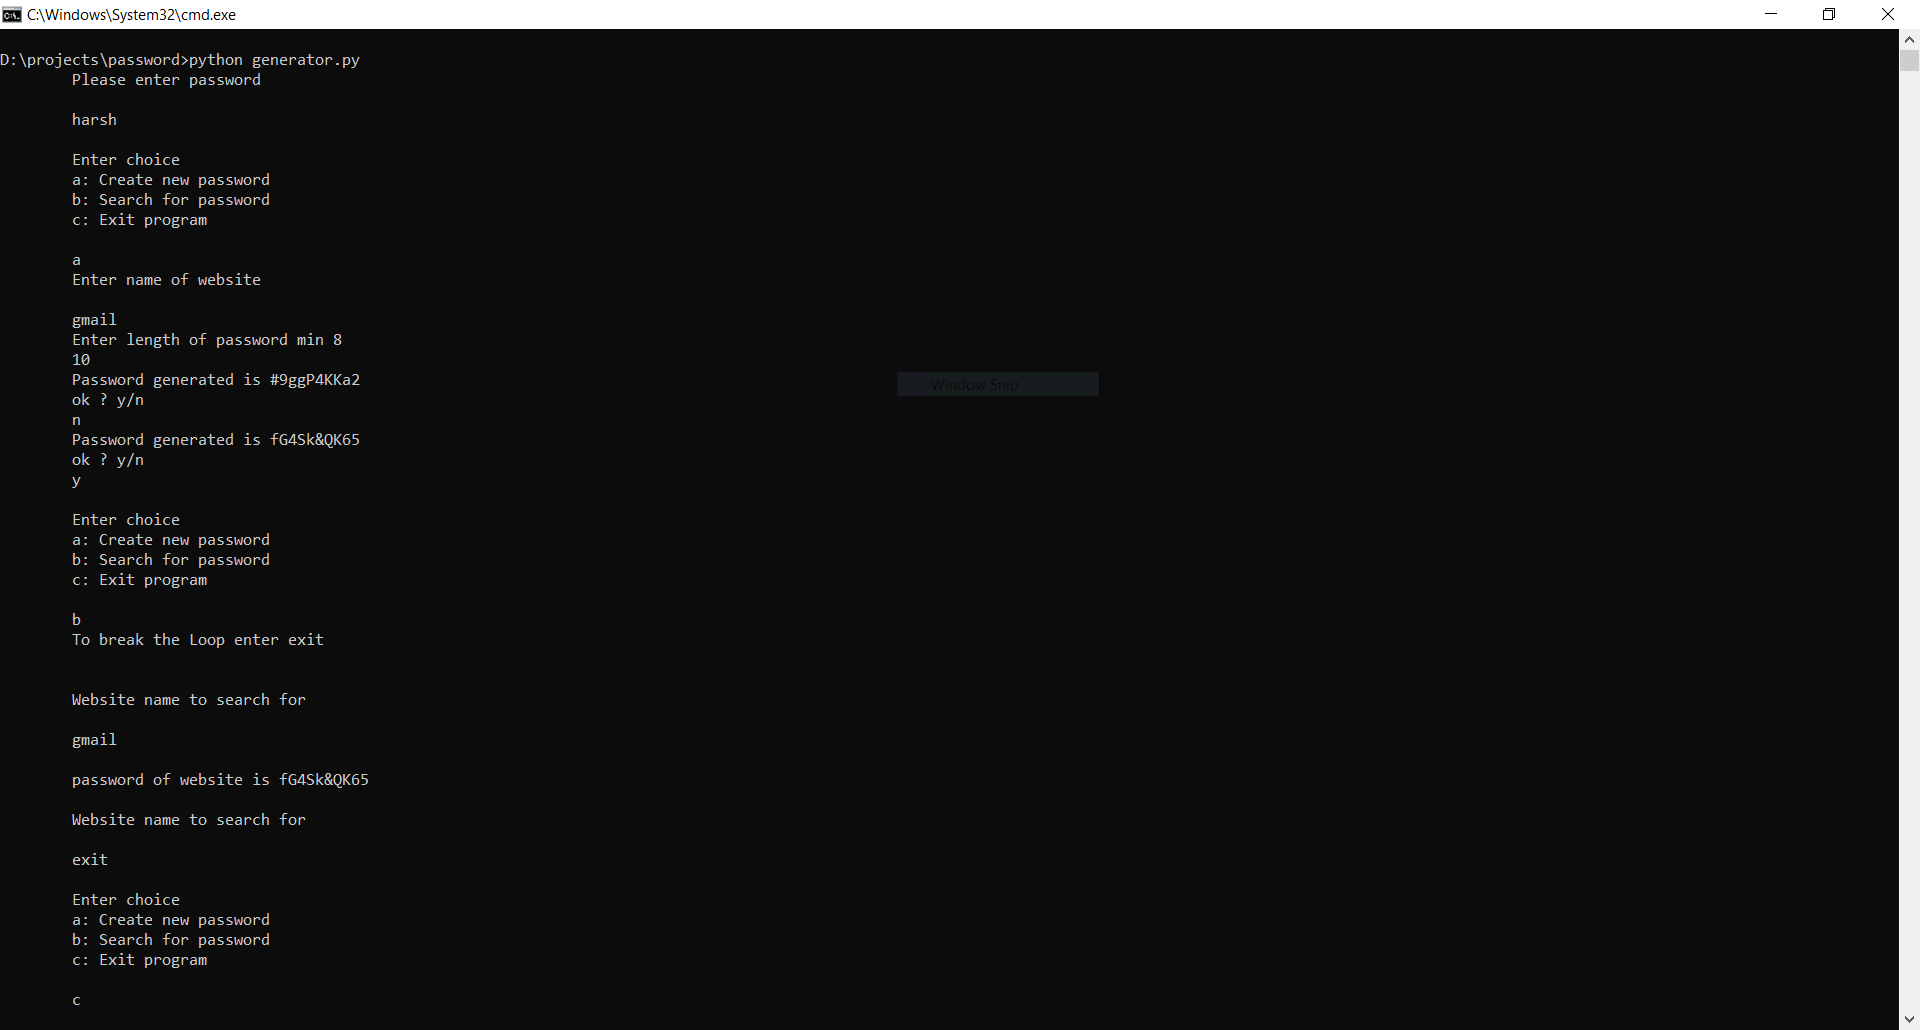 C:\Windows\System32\cmd.exe
D:\projects\password>python generator.py
Please enter password
harsh
Enter choice
a: Create new password
b: Search for password
c: Exit program
a
Enter name of website
gmail
Enter length of password min 8
10
Password generated is #9ggP4KKa2
ok ? y/n
n
Password generated is fG4Sk&QK65
ok ? y/n
y
Enter choice
a: Create new password
b: Search for password
c: Exit program
b
To break the Loop enter exit
Website name to search for
gmail
password of website is fG4Sk&QK65
Website name to search for
exit
Enter choice
a: Create new password
b: Search for password
c: Exit program
c
Window Snip